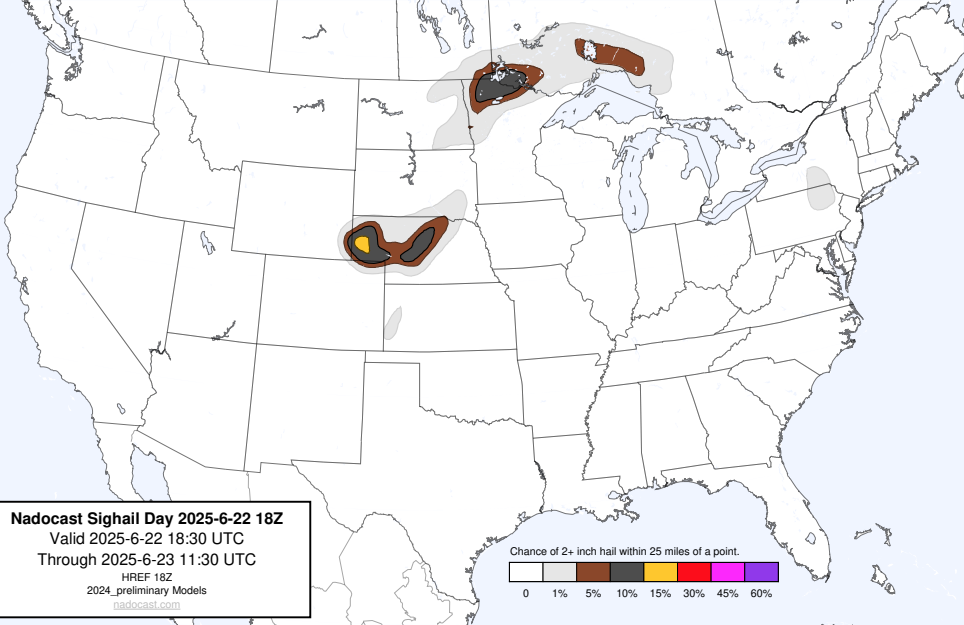 Nadocast Sighail Day 2025-6-22 18Z
Valid 2025-6-22 18:30 UTC
Through 2025-6-23 11:30 UTC
HREF 18Z
2024_preliminary Models
nadocast.com
Chance of 2+ inch hail within 25 miles of a point.
0 1% 5% 10% 15% 30% 45% 60%